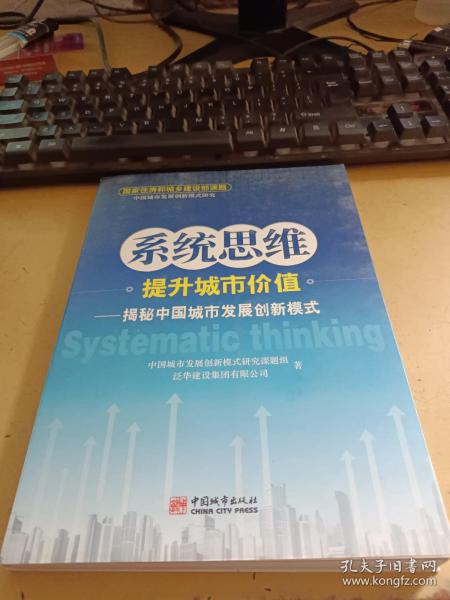 国家住房和城乡建设部课题
中国城市发展创新模式研究
系统思维
提升城市价值
——揭秘中国城市发展创新模式
Systematic thinking
中国城市发展创新模式研究课题组
泛华建设集团有限公司
著
中国城市出版社
CHINA CITY PRESS
孔夫子旧书网
www.kongfz.com